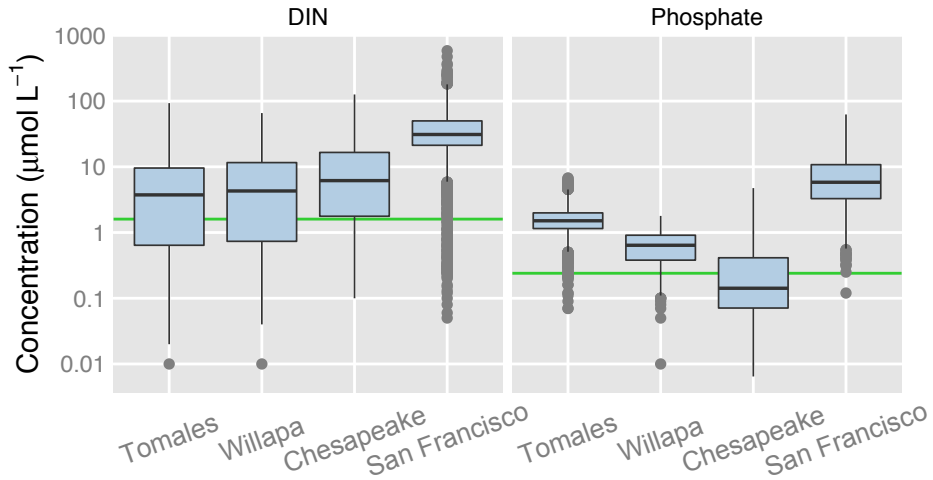 DIN
Phosphate
Concentration (μmol L⁻¹)
1000
100
10
1
0.1
0.01
Tomales
Willapa
Chesapeake
San Francisco
Tomales
Willapa
Chesapeake
San Francisco